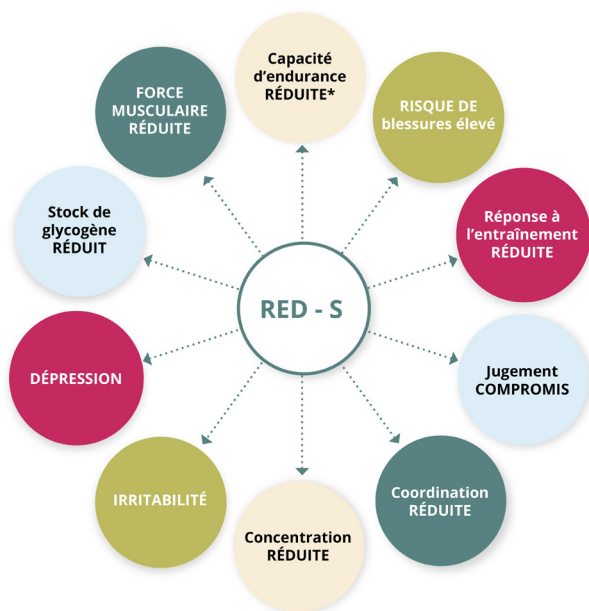 Capacité
d’endurance
RÉDUITE*
RISQUE DE
blessures élevé
Réponse à
l’entraînement
RÉDUITE
Jugement
COMPROMIS
Coordination
RÉDUITE
Concentration
RÉDUITE
IRRITABILITÉ
DÉPRESSION
Stock de
glycogène
RÉDUIT
FORCE
MUSCULAIRE
RÉDUITE
RED - S